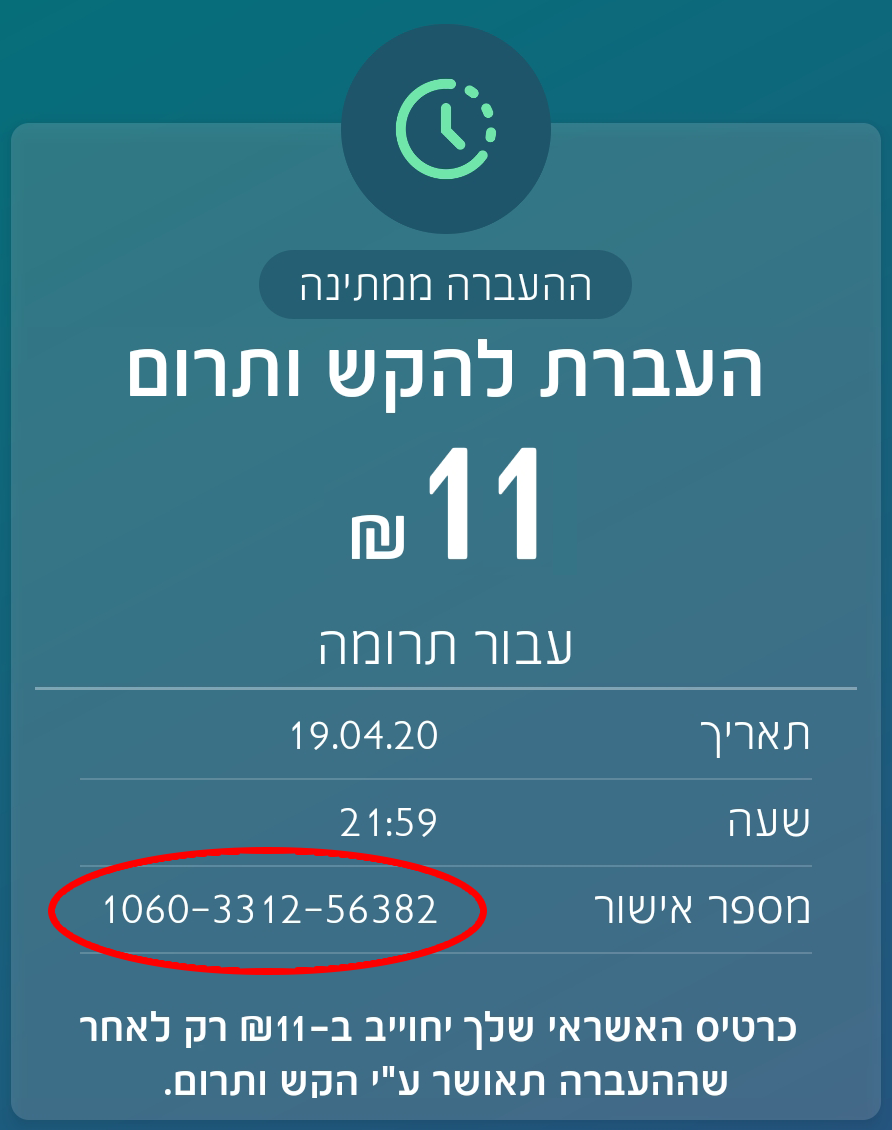 ההעברה ממתינה
העברת להקש ותרום
11 ₪
עבור תרומה
תאריך 19.04.20
שעה 21:59
מספר אישור 1060-3312-56382
כרטיס האשראי שלך יחוייב ב-11₪ רק לאחר
שההעברה תאושר ע"י הקש ותרום.